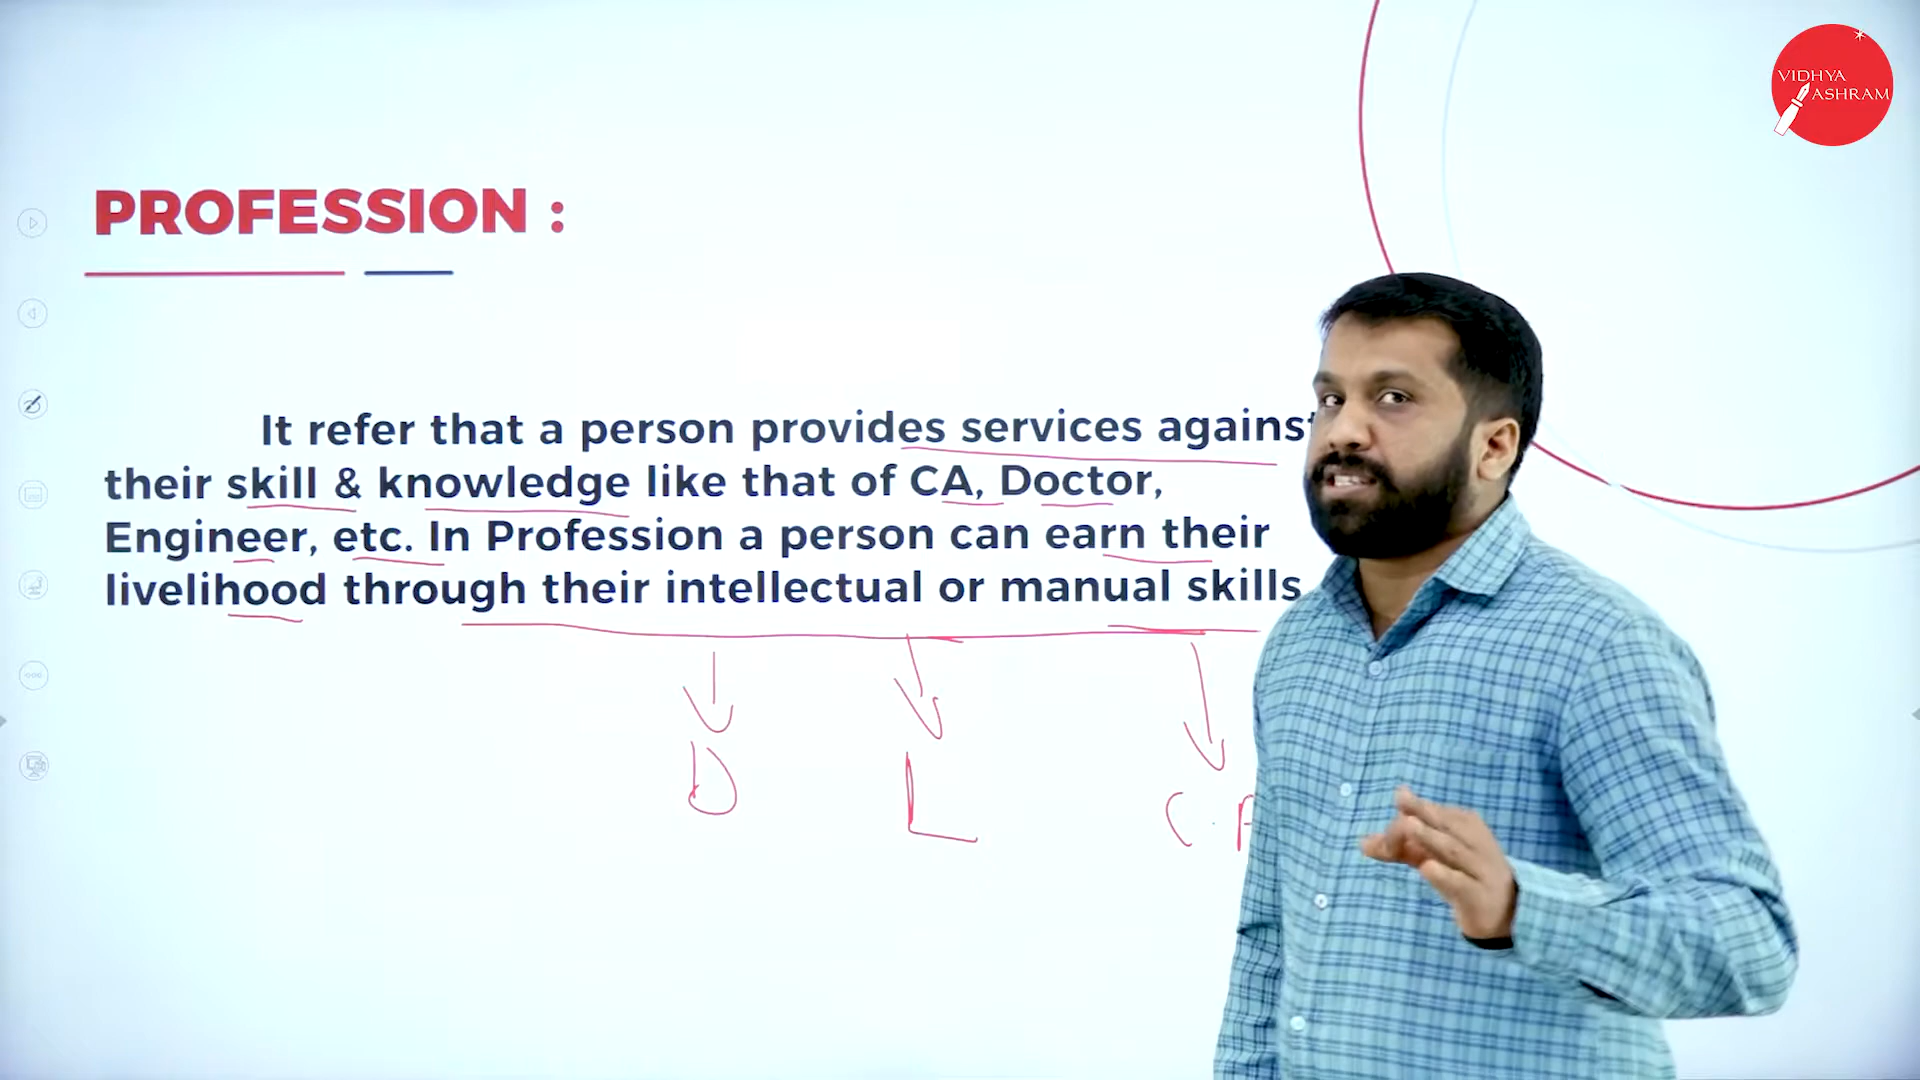 VIDHYA
ASHRAM
PROFESSION :
It refer that a person provides services against
their skill & knowledge like that of CA, Doctor,
Engineer, etc. In Profession a person can earn their
livelihood through their intellectual or manual skills
D L C.A